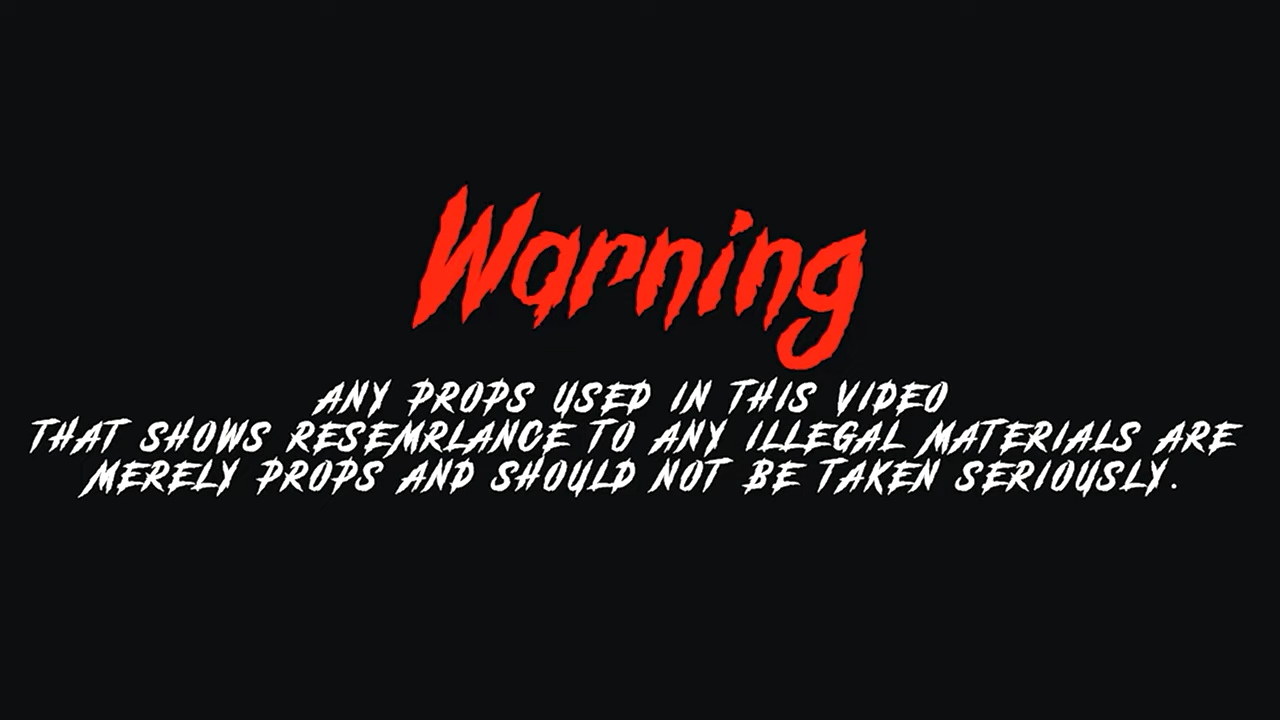 Warning
ANY PROPS USED IN THIS VIDEO
THAT SHOWS RESEMRLANCE TO ANY ILLEGAL MATERIALS ARE
MERELY PROPS AND SHOULD NOT BE TAKEN SERIOUSLY.